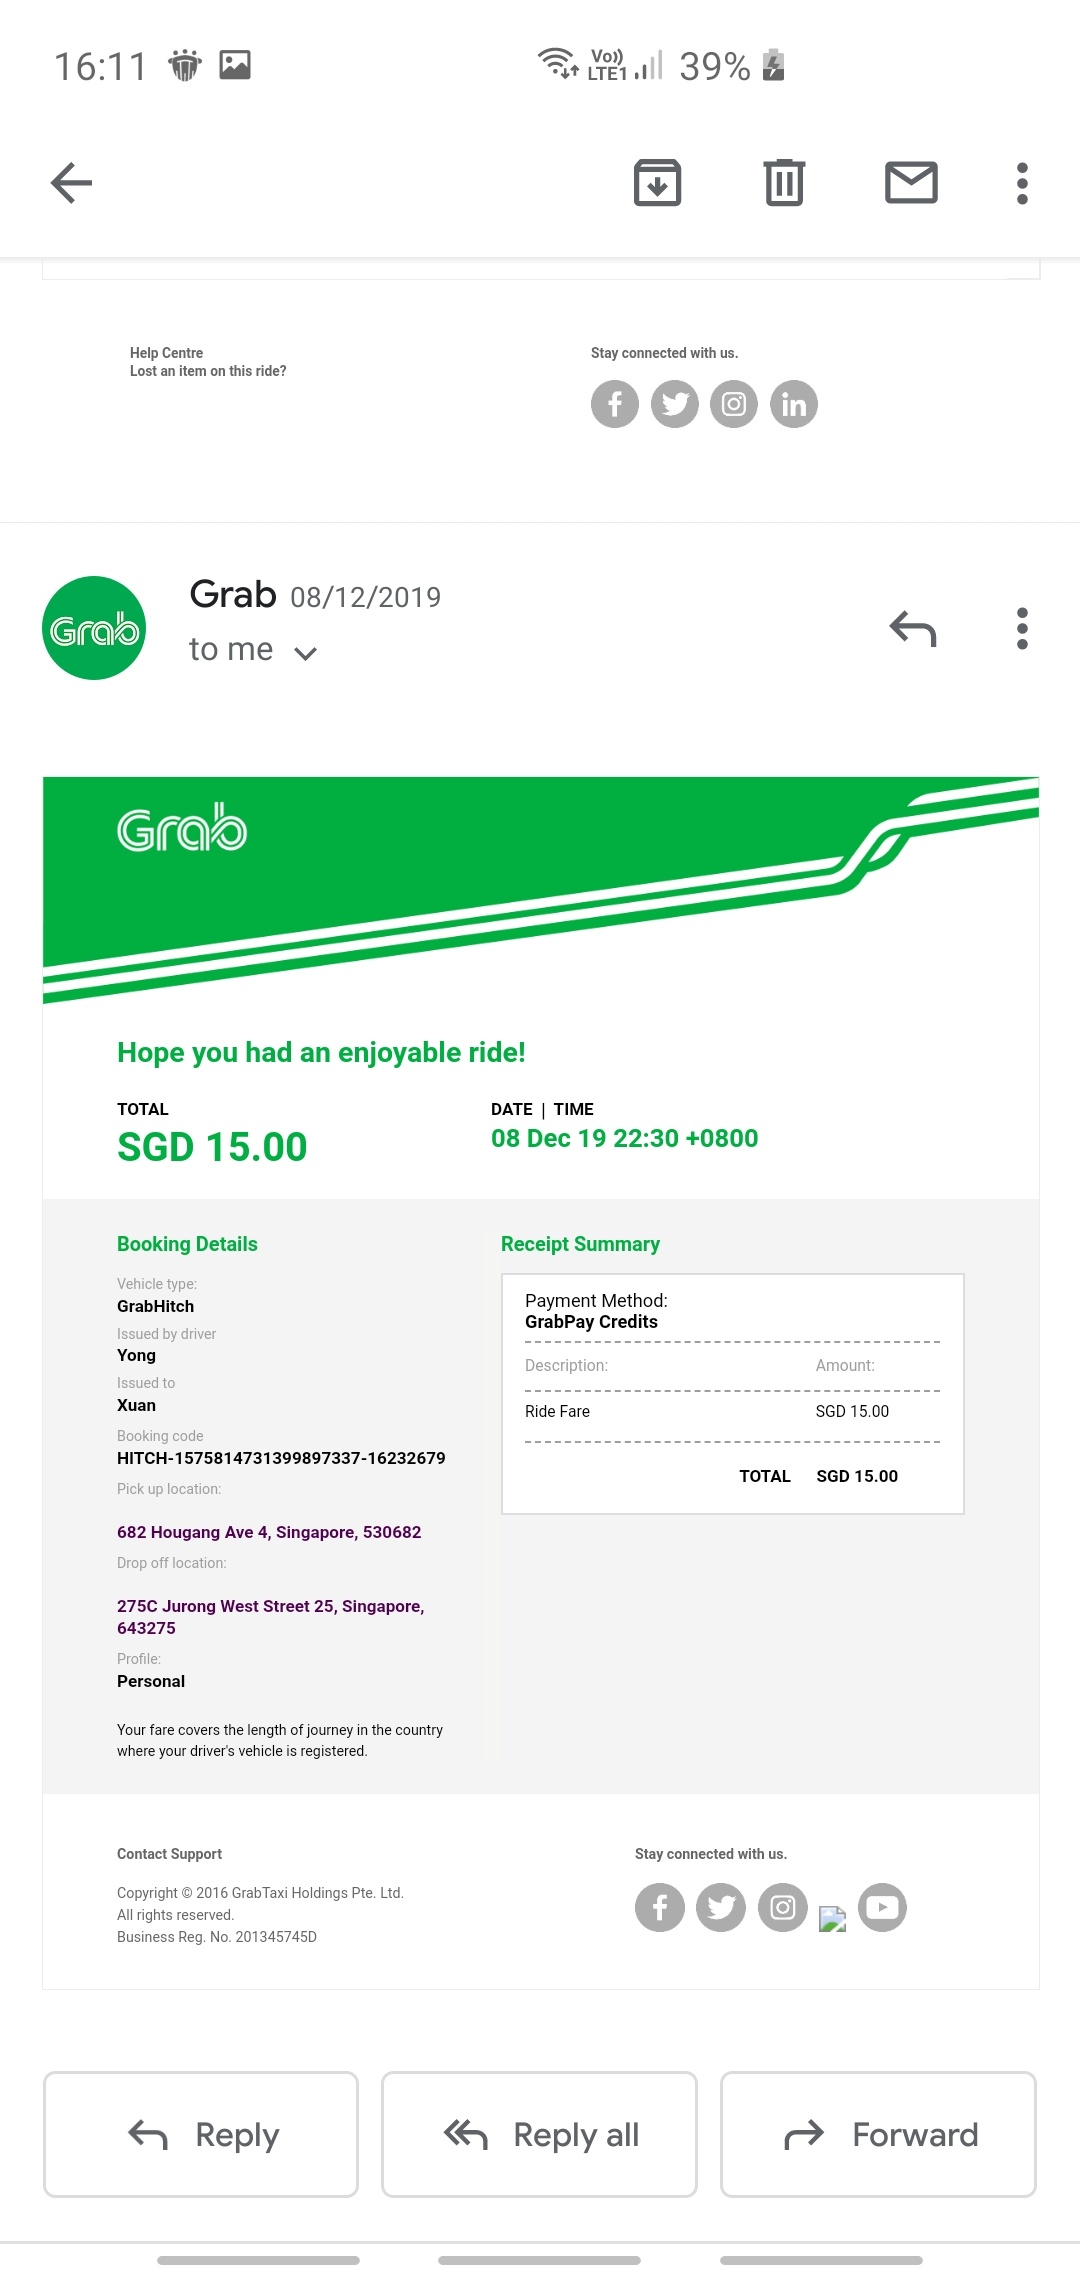 16:11
Vo))
LTE1
39%
Help Centre
Lost an item on this ride?
Stay connected with us.
Grab
Grab 08/12/2019
to me
Grab
Hope you had an enjoyable ride!
TOTAL
SGD 15.00
DATE | TIME
08 Dec 19 22:30 +0800
Booking Details
Vehicle type:
GrabHitch
Issued by driver
Yong
Issued to
Xuan
Booking code
HITCH-1575814731399897337-16232679
Pick up location:
682 Hougang Ave 4, Singapore, 530682
Drop off location:
275C Jurong West Street 25, Singapore,
643275
Profile:
Personal
Your fare covers the length of journey in the country
where your driver's vehicle is registered.
Receipt Summary
Payment Method:
GrabPay Credits
Description: Amount:
Ride Fare SGD 15.00
TOTAL SGD 15.00
Contact Support
Copyright © 2016 GrabTaxi Holdings Pte. Ltd.
All rights reserved.
Business Reg. No. 201345745D
Stay connected with us.
Reply
Reply all
Forward